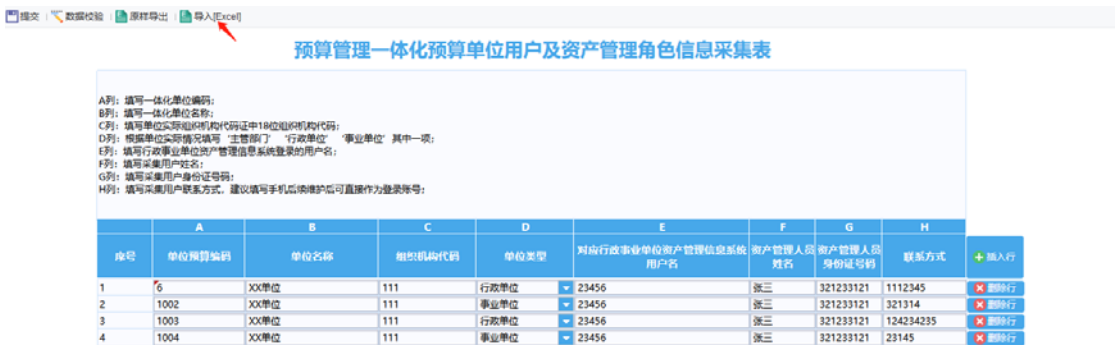 提交 数据校验 原样导出 导入[Excel]
预算管理一体化预算单位用户及资产管理角色信息采集表
A列：填写一体化单位编码；
B列：填写一体化单位名称；
C列：填写单位实际组织机构代码证中18位组织机构代码；
D列：根据单位实际情况填写‘主管部门’ ‘行政单位’ ‘事业单位’其中一项；
E列：填写行政事业单位资产管理信息系统登录的用户名；
F列：填写采集用户姓名；
G列：填写采集用户身份证号码；
H列：填写采集用户联系方式，建议填写手机后续维护后可直接作为登录账号；
A B C D E F G H
序号 单位预算编码 单位名称 组织机构代码 单位类型 对应行政事业单位资产管理信息系统用户名 资产管理人员姓名 资产管理人员身份证号码 联系方式 插入行
1 6 XX单位 111 行政单位 23456 张三 321233121 1112345 删除行
2 1002 XX单位 111 事业单位 23456 张三 321233121 321314 删除行
3 1003 XX单位 111 行政单位 23456 张三 321233121 124234235 删除行
4 1004 XX单位 111 事业单位 23456 张三 321233121 23145 删除行